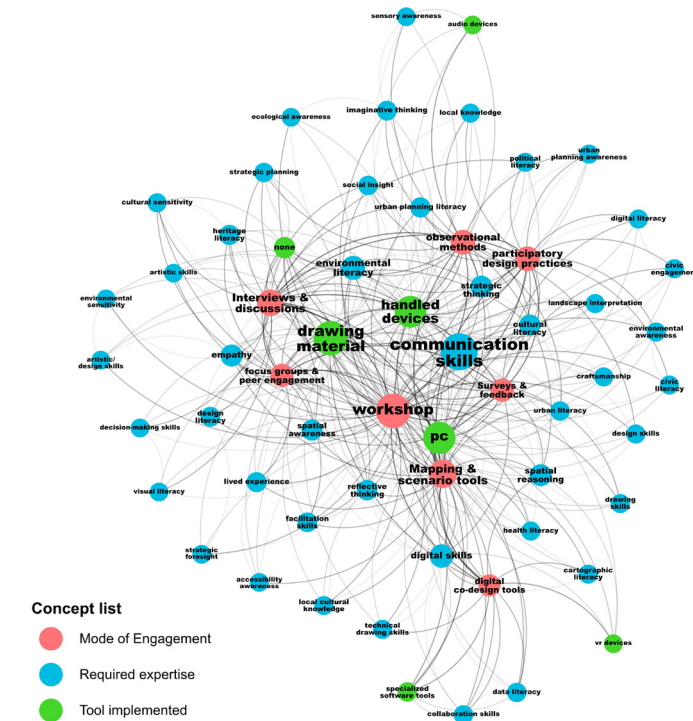 sensory awareness
audio devices
imaginative thinking
local knowledge
ecological awareness
urban
planning awareness
political
literacy
strategic planning
social insight
cultural sensitivity
urban planning literacy
digital literacy
heritage
literacy
none
observational
methods
participatory
design practices
environmental
literacy
civic
engagemen
artistic skills
strategic
thinking
environmental
sensitivity
Interviews &
discussions
handled
devices
landscape interpretation
drawing
material
communication
skills
cultural
literacy
environmental
awareness
artistic/
design skills
empathy
focus groups &
peer engagement
Surveys &
feedback
craftsmanship
civic
literacy
workshop
urban literacy
design
literacy
decision-making skills
spatial
awareness
pc
design skills
Mapping &
scenario tools
spatial
reasoning
visual literacy
lived experience
reflective
thinking
drawing
skills
facilitation
skills
health literacy
strategic
foresight
digital skills
accessibility
awareness
digital
co-design tools
cartographic
literacy
local cultural
knowledge
technical
drawing skills
vr devices
specialized
software tools
data literacy
collaboration skills
Concept list
Mode of Engagement
Required expertise
Tool implemented